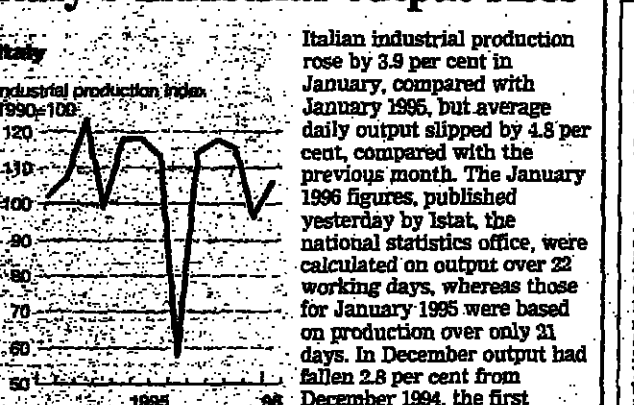 Italy
Industrial production index
1990=100
120
110
100
90
80
70
60
50
1995
96
Italian industrial production
rose by 3.9 per cent in
January, compared with
January 1995, but average
daily output slipped by 4.8 per
cent, compared with the
previous month. The January
1996 figures, published
yesterday by Istat, the
national statistics office, were
calculated on output over 22
working days, whereas those
for January 1995 were based
on production over only 21
days. In December output had
fallen 2.8 per cent from
December 1994, the first